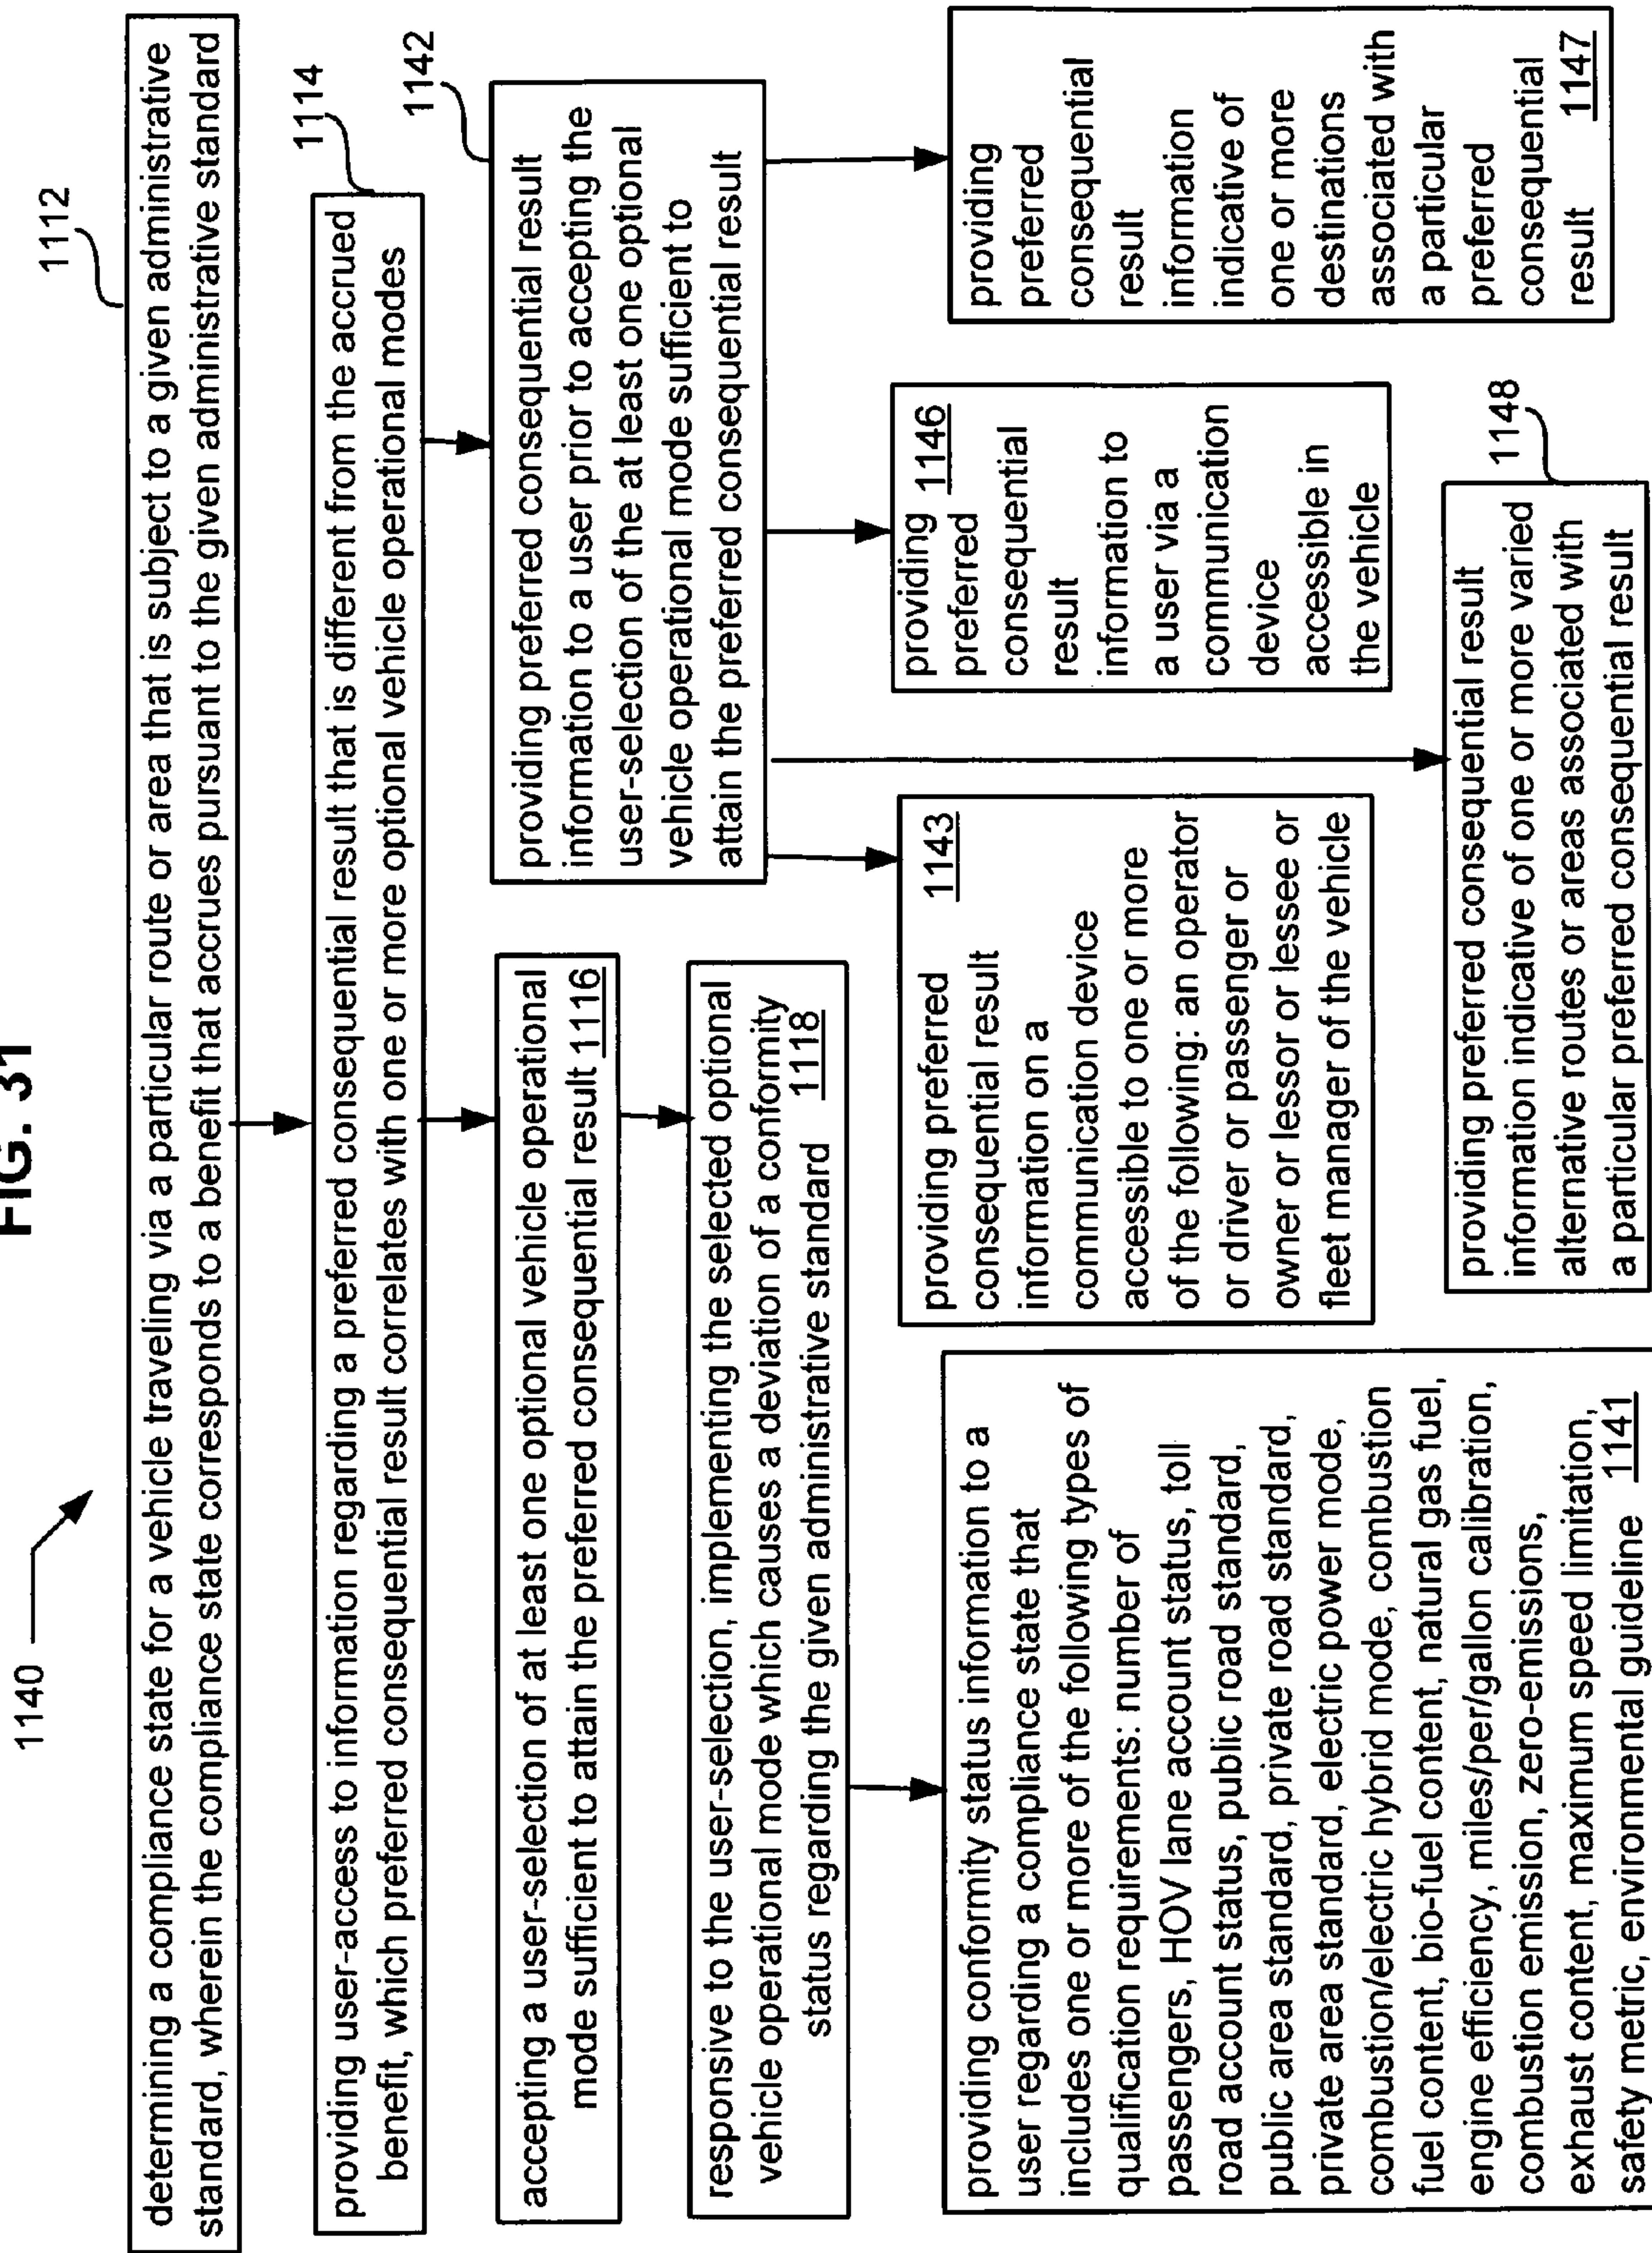 FIG. 31
1140
1112
determining a compliance state for a vehicle traveling via a particular route or area that is subject to a given administrative
standard, wherein the compliance state corresponds to a benefit that accrues pursuant to the given administrative standard
1114
providing user-access to information regarding a preferred consequential result that is different from the accrued
benefit, which preferred consequential result correlates with one or more optional vehicle operational modes
accepting a user-selection of at least one optional vehicle operational
mode sufficient to attain the preferred consequential result 1116
responsive to the user-selection, implementing the selected optional
vehicle operational mode which causes a deviation of a conformity
status regarding the given administrative standard 1118
1142
providing preferred consequential result
information to a user prior to accepting the
user-selection of the at least one optional
vehicle operational mode sufficient to
attain the preferred consequential result
providing conformity status information to a
user regarding a compliance state that
includes one or more of the following types of
qualification requirements: number of
passengers, HOV lane account status, toll
road account status, public road standard,
public area standard, private road standard,
private area standard, electric power mode,
combustion/electric hybrid mode, combustion
fuel content, bio-fuel content, natural gas fuel,
engine efficiency, miles/per/gallon calibration,
combustion emission, zero-emissions,
exhaust content, maximum speed limitation,
safety metric, environmental guideline 1141
providing 1143
preferred
consequential result
information on a
communication device
accessible to one or more
of the following: an operator
or driver or passenger or
owner or lessor or lessee or
fleet manager of the vehicle
providing 1146
preferred
consequential
result
information to
a user via a
communication
device
accessible in
the vehicle
providing
preferred
consequential
result
information
indicative of
one or more
destinations
associated with
a particular
preferred
consequential
result 1147
1148
providing preferred consequential result
information indicative of one or more varied
alternative routes or areas associated with
a particular preferred consequential result